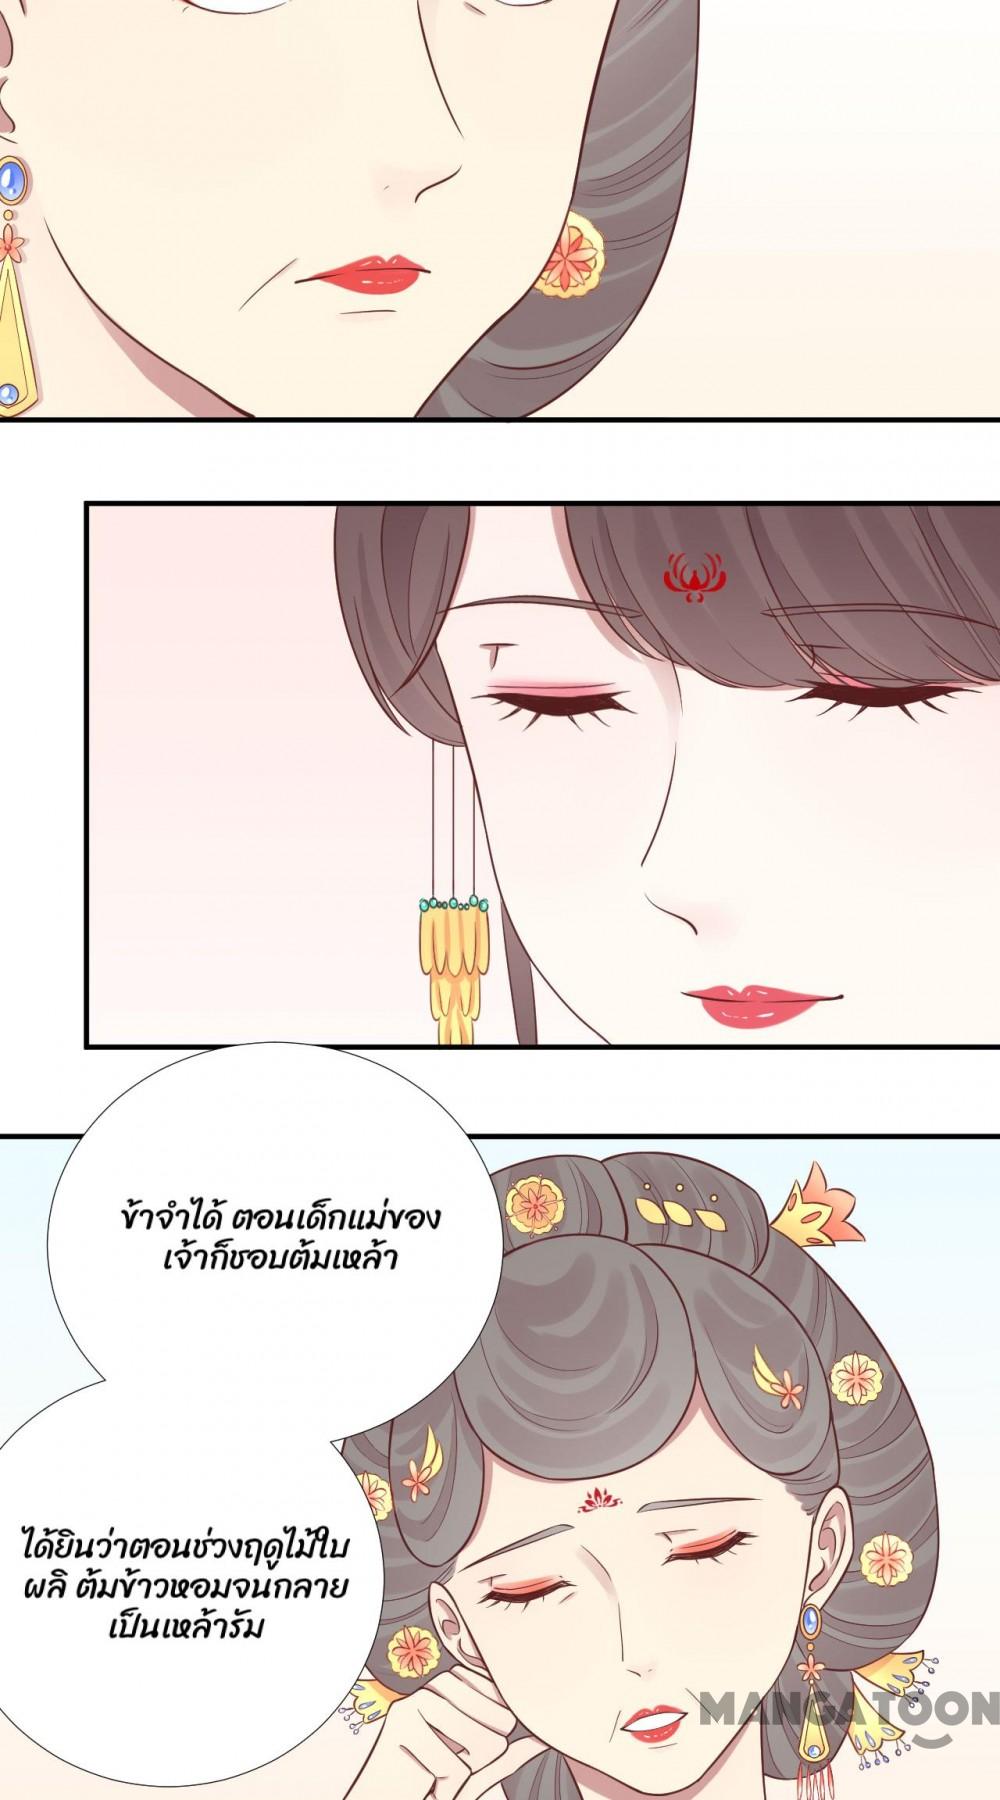 ข้าจำได้ ตอนเด็กแม่ของ
เจ้าก็ชอบต้มเหล้า
ได้ยินว่าตอนช่วงฤดูไม้ใบ
ผลิ ต้มข้าวหอมจนกลาย
เป็นเหล้ารัม
MANGATOON